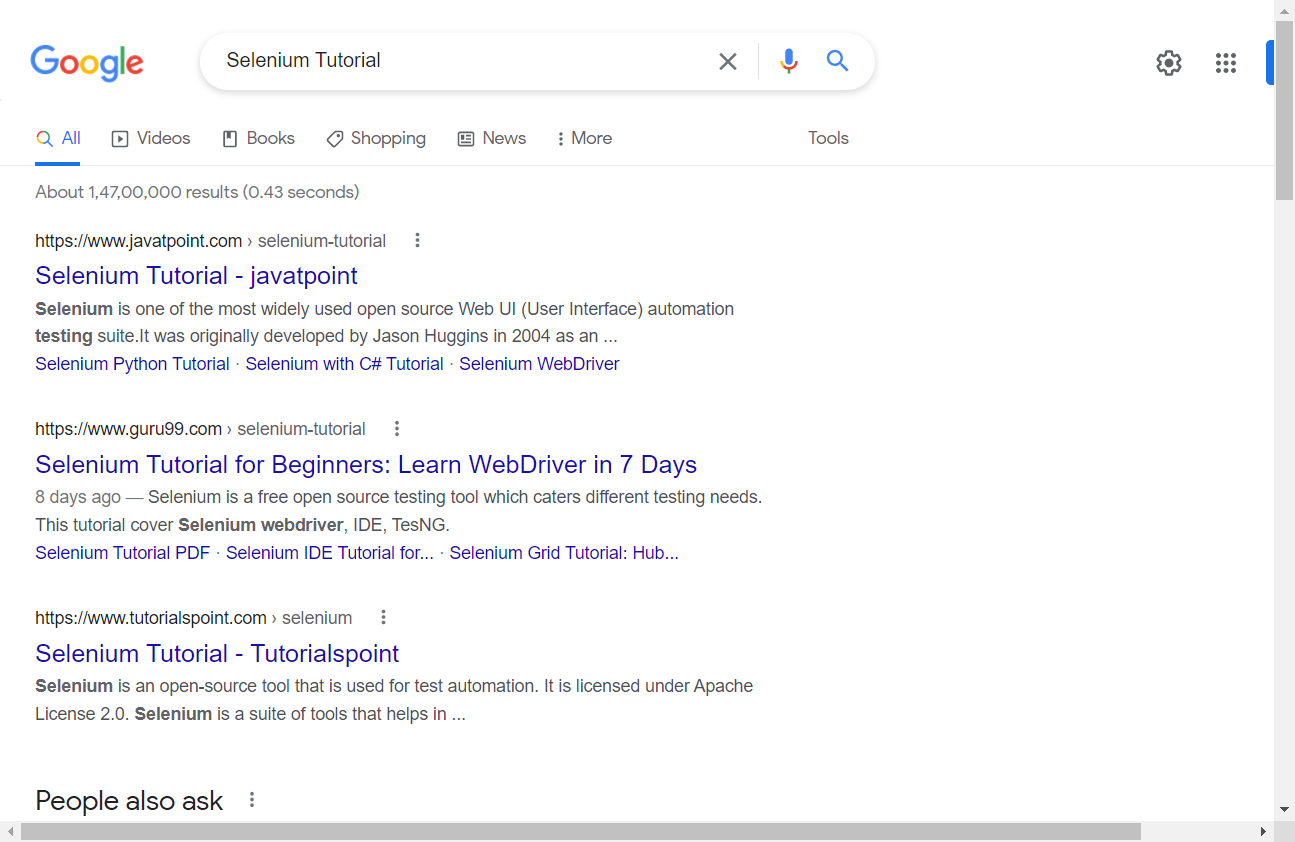 Google
Selenium Tutorial
All Videos Books Shopping News More Tools
About 1,47,00,000 results (0.43 seconds)
https://www.javatpoint.com › selenium-tutorial
Selenium Tutorial - javatpoint
Selenium is one of the most widely used open source Web UI (User Interface) automation
testing suite.It was originally developed by Jason Huggins in 2004 as an ...
Selenium Python Tutorial · Selenium with C# Tutorial · Selenium WebDriver
https://www.guru99.com › selenium-tutorial
Selenium Tutorial for Beginners: Learn WebDriver in 7 Days
8 days ago — Selenium is a free open source testing tool which caters different testing needs.
This tutorial cover Selenium webdriver, IDE, TesNG.
Selenium Tutorial PDF · Selenium IDE Tutorial for... · Selenium Grid Tutorial: Hub...
https://www.tutorialspoint.com › selenium
Selenium Tutorial - Tutorialspoint
Selenium is an open-source tool that is used for test automation. It is licensed under Apache
License 2.0. Selenium is a suite of tools that helps in ...
People also ask